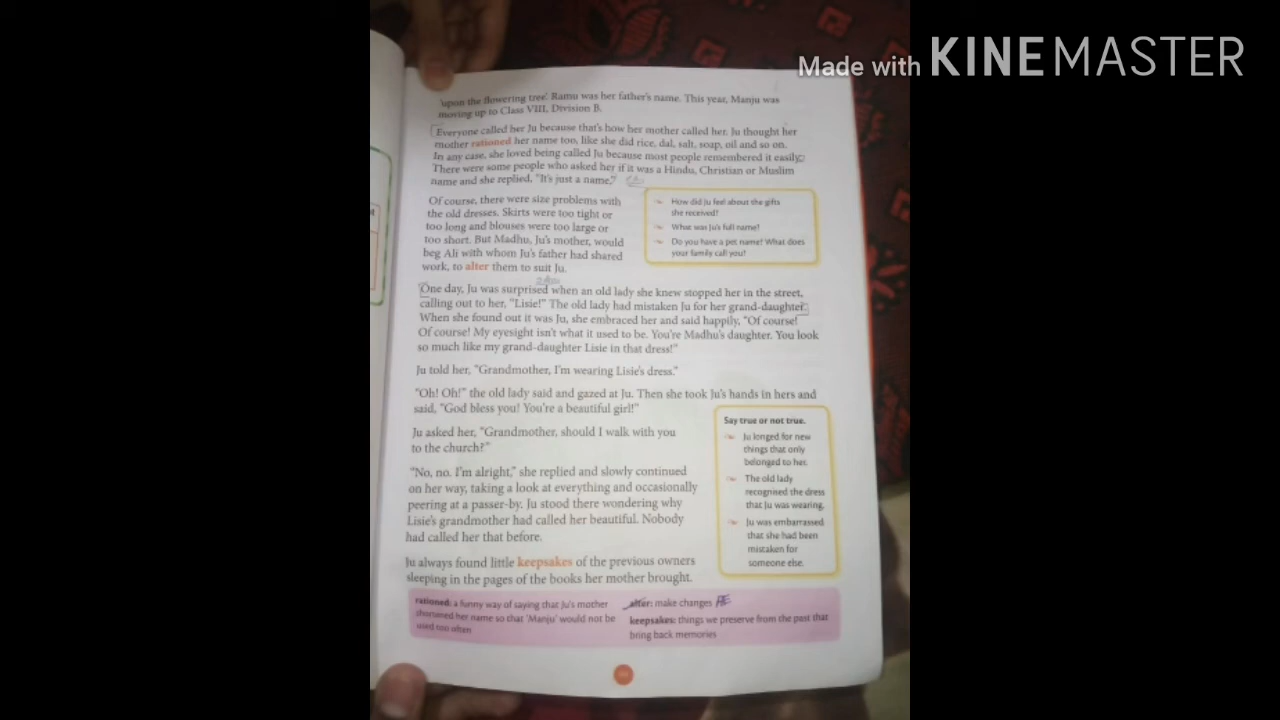 Made with KINEMASTER
'upon the flowering tree'. Ramu was her father's name. This year, Manju was
moving up to Class VIII, Division B.
Everyone called her Ju because that's how her mother called her. Ju thought her
mother rationed her name too, like she did rice, dal, salt, soap, oil and so on.
In any case, she loved being called Ju because most people remembered it easily.
There were some people who asked her if it was a Hindu, Christian or Muslim
name and she replied, "It's just a name."
Of course, there were size problems with
the old dresses. Skirts were too tight or
too long and blouses were too large or
too short. But Madhu, Ju's mother, would
beg Ali with whom Ju's father had shared
work, to alter them to suit Ju.
How did Ju feel about the gifts
she received?
What was Ju's full name?
Do you have a pet name? What does
your family call you?
One day, Ju was surprised when an old lady she knew stopped her in the street,
calling out to her, "Lisie!" The old lady had mistaken Ju for her grand-daughter.
When she found out it was Ju, she embraced her and said happily, "Of course!
Of course! My eyesight isn't what it used to be. You're Madhu's daughter. You look
so much like my grand-daughter Lisie in that dress!"
Ju told her, "Grandmother, I'm wearing Lisie's dress."
"Oh! Oh!" the old lady said and gazed at Ju. Then she took Ju's hands in hers and
said, "God bless you! You're a beautiful girl!"
Ju asked her, "Grandmother, should I walk with you
to the church?"
"No, no. I'm alright," she replied and slowly continued
on her way, taking a look at everything and occasionally
peering at a passer-by. Ju stood there wondering why
Lisie's grandmother had called her beautiful. Nobody
had called her that before.
Ju always found little keepsakes of the previous owners
sleeping in the pages of the books her mother brought.
Say true or not true.
Ju longed for new
things that only
belonged to her.
The old lady
recognised the dress
that Ju was wearing.
Ju was embarrassed
that she had been
mistaken for
someone else.
rationed: a funny way of saying that Ju's mother
shortened her name so that 'Manju' would not be
used too often
alter: make changes
keepsakes: things we preserve from the past that
bring back memories